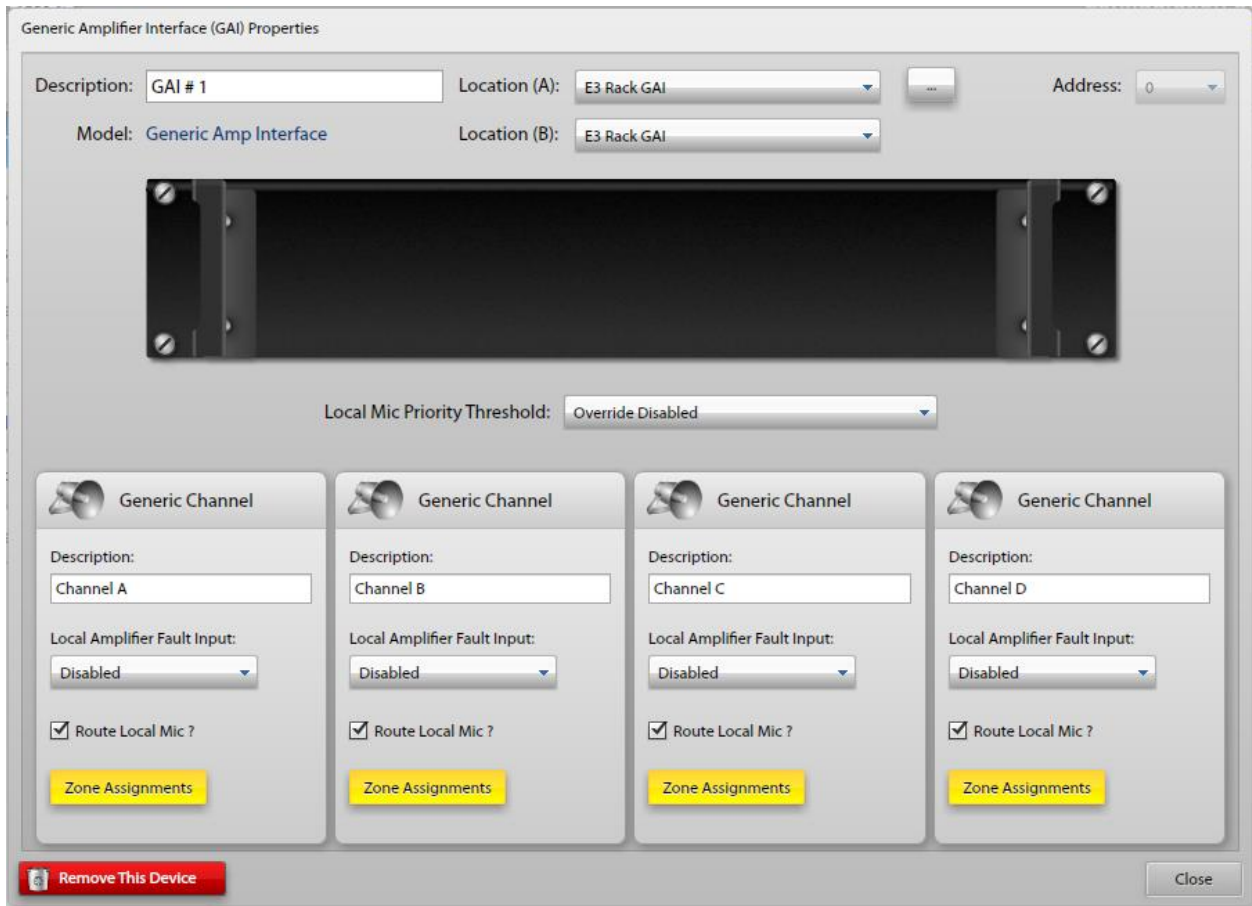 Generic Amplifier Interface (GAI) Properties
Description: GAI # 1 Location (A): E3 Rack GAI ... Address: 0
Model: Generic Amp Interface Location (B): E3 Rack GAI
Local Mic Priority Threshold: Override Disabled
Generic Channel Generic Channel Generic Channel Generic Channel
Description: Description: Description: Description:
Channel A Channel B Channel C Channel D
Local Amplifier Fault Input: Local Amplifier Fault Input: Local Amplifier Fault Input: Local Amplifier Fault Input:
Disabled Disabled Disabled Disabled
Route Local Mic ? Route Local Mic ? Route Local Mic ? Route Local Mic ?
Zone Assignments Zone Assignments Zone Assignments Zone Assignments
Remove This Device Close